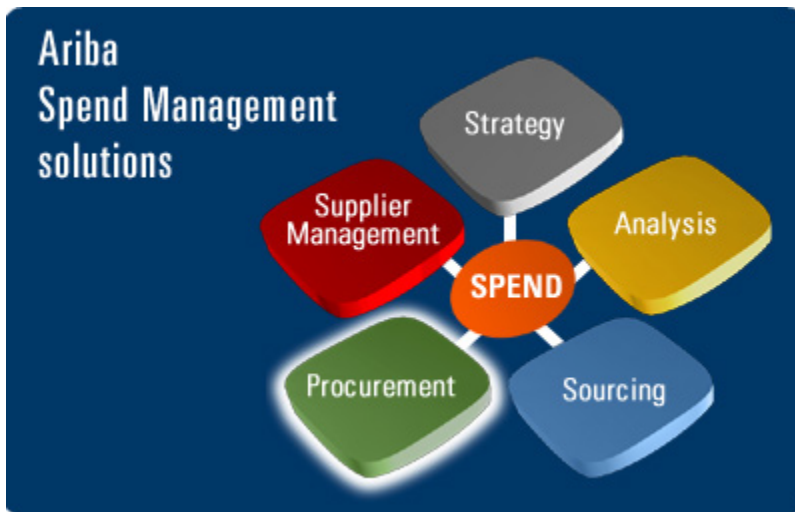 Ariba
Spend Management
solutions
Strategy
Supplier
Management
Analysis
SPEND
Procurement
Sourcing